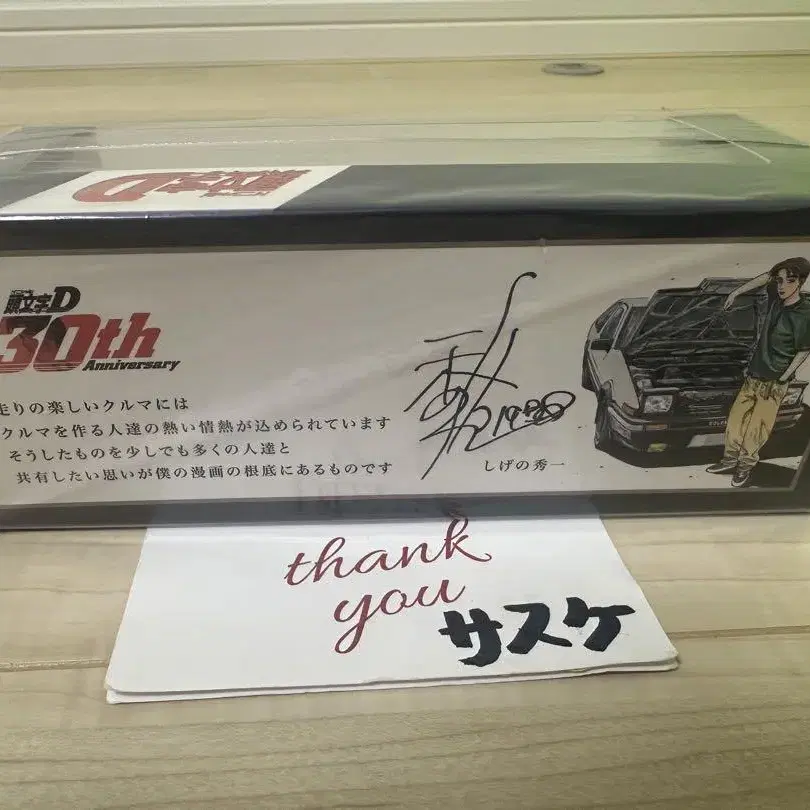 頭文字D
頭文字D
30th
Anniversary
走りの楽しいクルマには
クルマを作る人達の熱い情熱が込められています
そうしたものを少しでも多くの人達と
共有したい思いが僕の漫画の根底にあるものです
しげの秀一
thank
you
サスケ